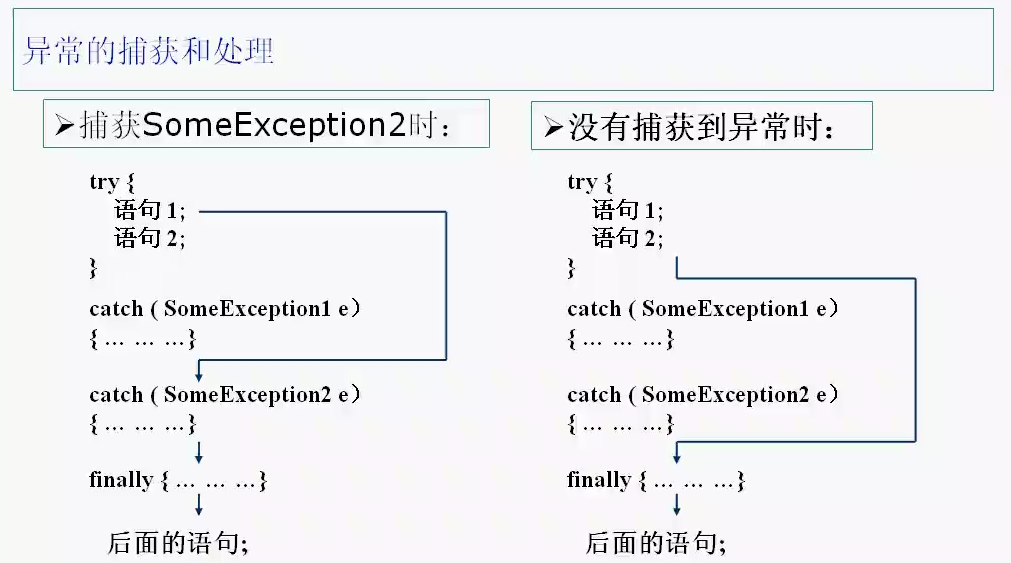 异常的捕获和处理
➢捕获SomeException2时：
try {
语句 1;
语句 2;
}
catch ( SomeException1 e）
{ … … …}
catch ( SomeException2 e）
{ … … …}
finally { … … …}
后面的语句;
➢没有捕获到异常时：
try {
语句 1;
语句 2;
}
catch ( SomeException1 e）
{ … … …}
catch ( SomeException2 e）
{ … … …}
finally { … … …}
后面的语句;